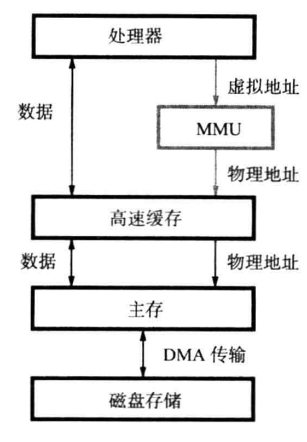 处理器
虚拟地址
数据
MMU
物理地址
高速缓存
数据
物理地址
主存
DMA 传输
磁盘存储